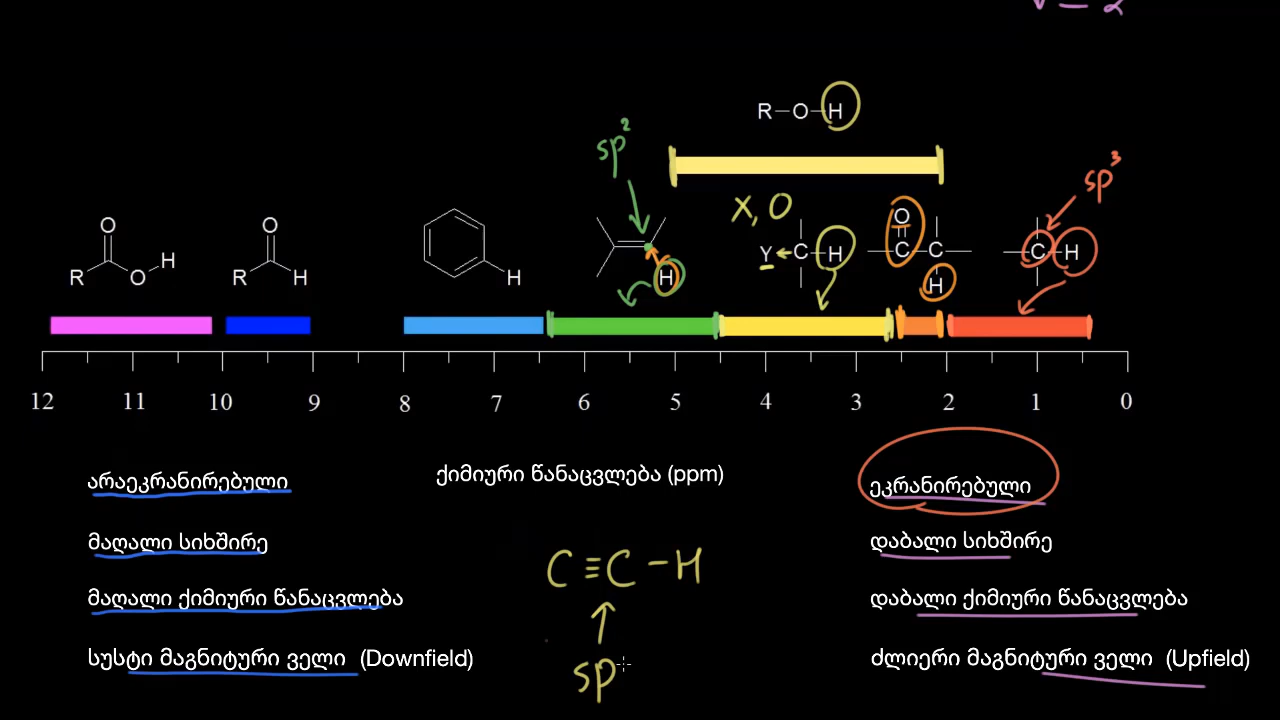 R-O-H
sp²
sp³
X, O
O
O
O
R
O
H
R
H
H
H
Y
C
H
C
C
H
C
H
12 11 10 9 8 7 6 5 4 3 2 1 0
არაეკრანირებული
ქიმიური წანაცვლება (ppm)
ეკრანირებული
მაღალი სიხშირე
დაბალი სიხშირე
C≡C-H
მაღალი ქიმიური წანაცვლება
დაბალი ქიმიური წანაცვლება
სუსტი მაგნიტური ველი (Downfield)
sp
ძლიერი მაგნიტური ველი (Upfield)